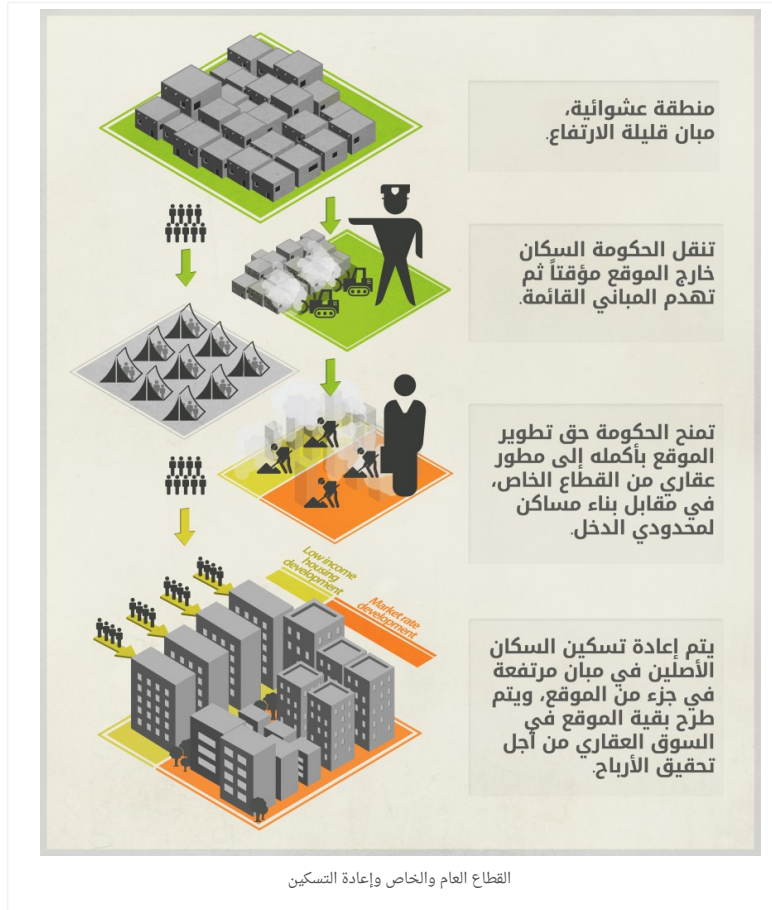 منطقة عشوائية،
مبان قليلة الارتفاع.
تنقل الحكومة السكان
خارج الموقع مؤقتاً ثم
تهدم المباني القائمة.
تمنح الحكومة حق تطوير
الموقع بأكمله إلى مطور
عقاري من القطاع الخاص،
في مقابل بناء مساكن
لمحدودي الدخل.
Low income
housing
development
Market rate
development
يتم إعادة تسكين السكان
الأصلين في مبان مرتفعة
في جزء من الموقع، ويتم
طرح بقية الموقع في
السوق العقاري من أجل
تحقيق الأرباح.
القطاع العام والخاص وإعادة التسكين